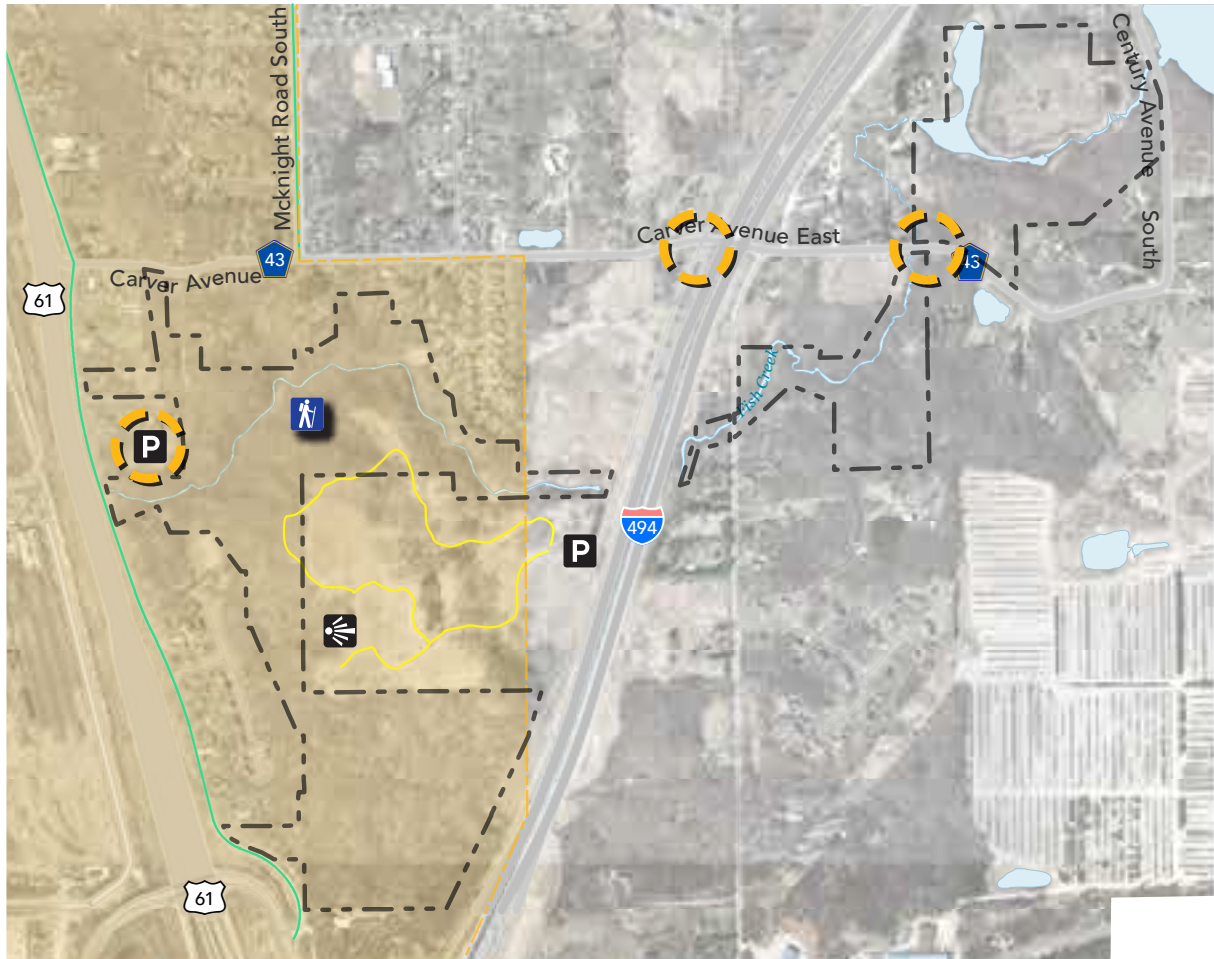 Mcknight Road South
Century Avenue South
Carver Avenue East
43
43
Carver Avenue
61
P
Fish Creek
494
P
61